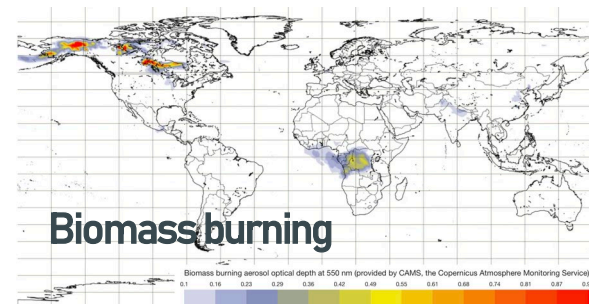 Biomass burning
Biomass burning aerosol optical depth at 550 nm (provided by CAMS, the Copernicus Atmosphere Monitoring Service)
0.1 0.16 0.23 0.29 0.36 0.42 0.49 0.55 0.61 0.68 0.74 0.81 0.87